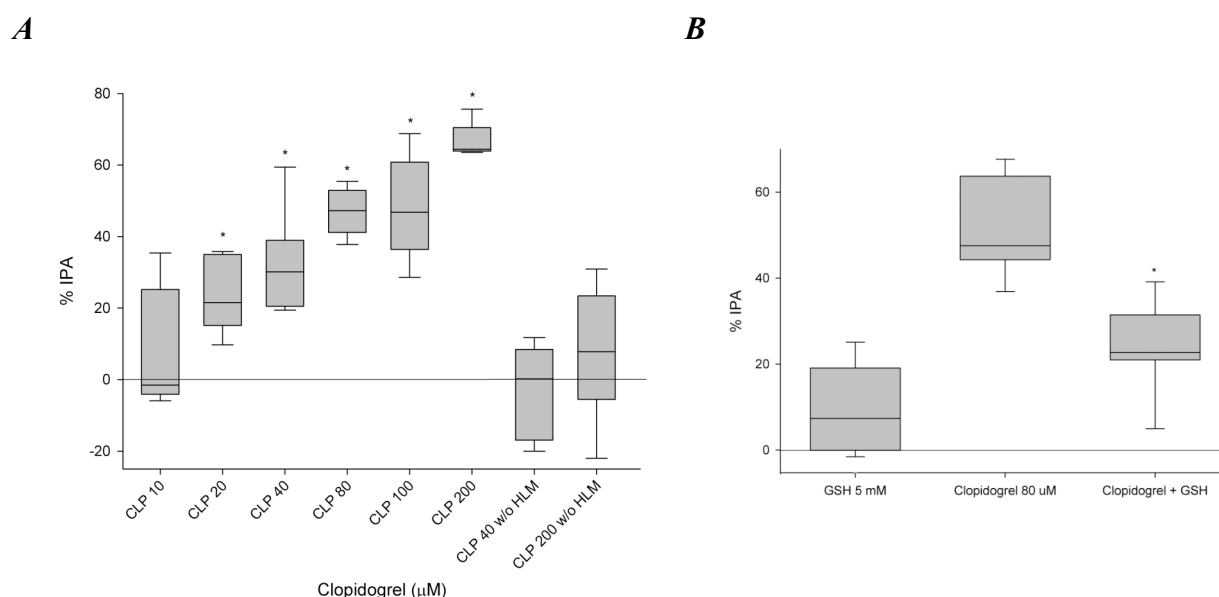 A
B
80
60
40
20
0
-20
% IPA
*
*
*
*
*
CLP 10
CLP 20
CLP 40
CLP 80
CLP 100
CLP 200
CLP 40 w/o HLM
CLP 200 w/o HLM
Clopidogrel (µM)
60
40
20
0
% IPA
*
GSH 5 mM
Clopidogrel 80 uM
Clopidogrel + GSH